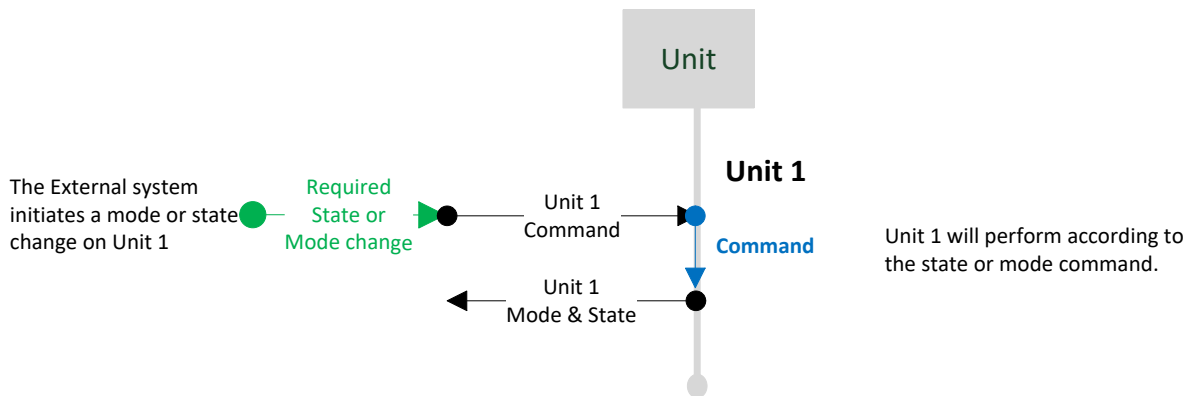 Unit
Unit 1
The External system
initiates a mode or state
change on Unit 1
Required
State or
Mode change
Unit 1
Command
Command
Unit 1 will perform according to
the state or mode command.
Unit 1
Mode & State